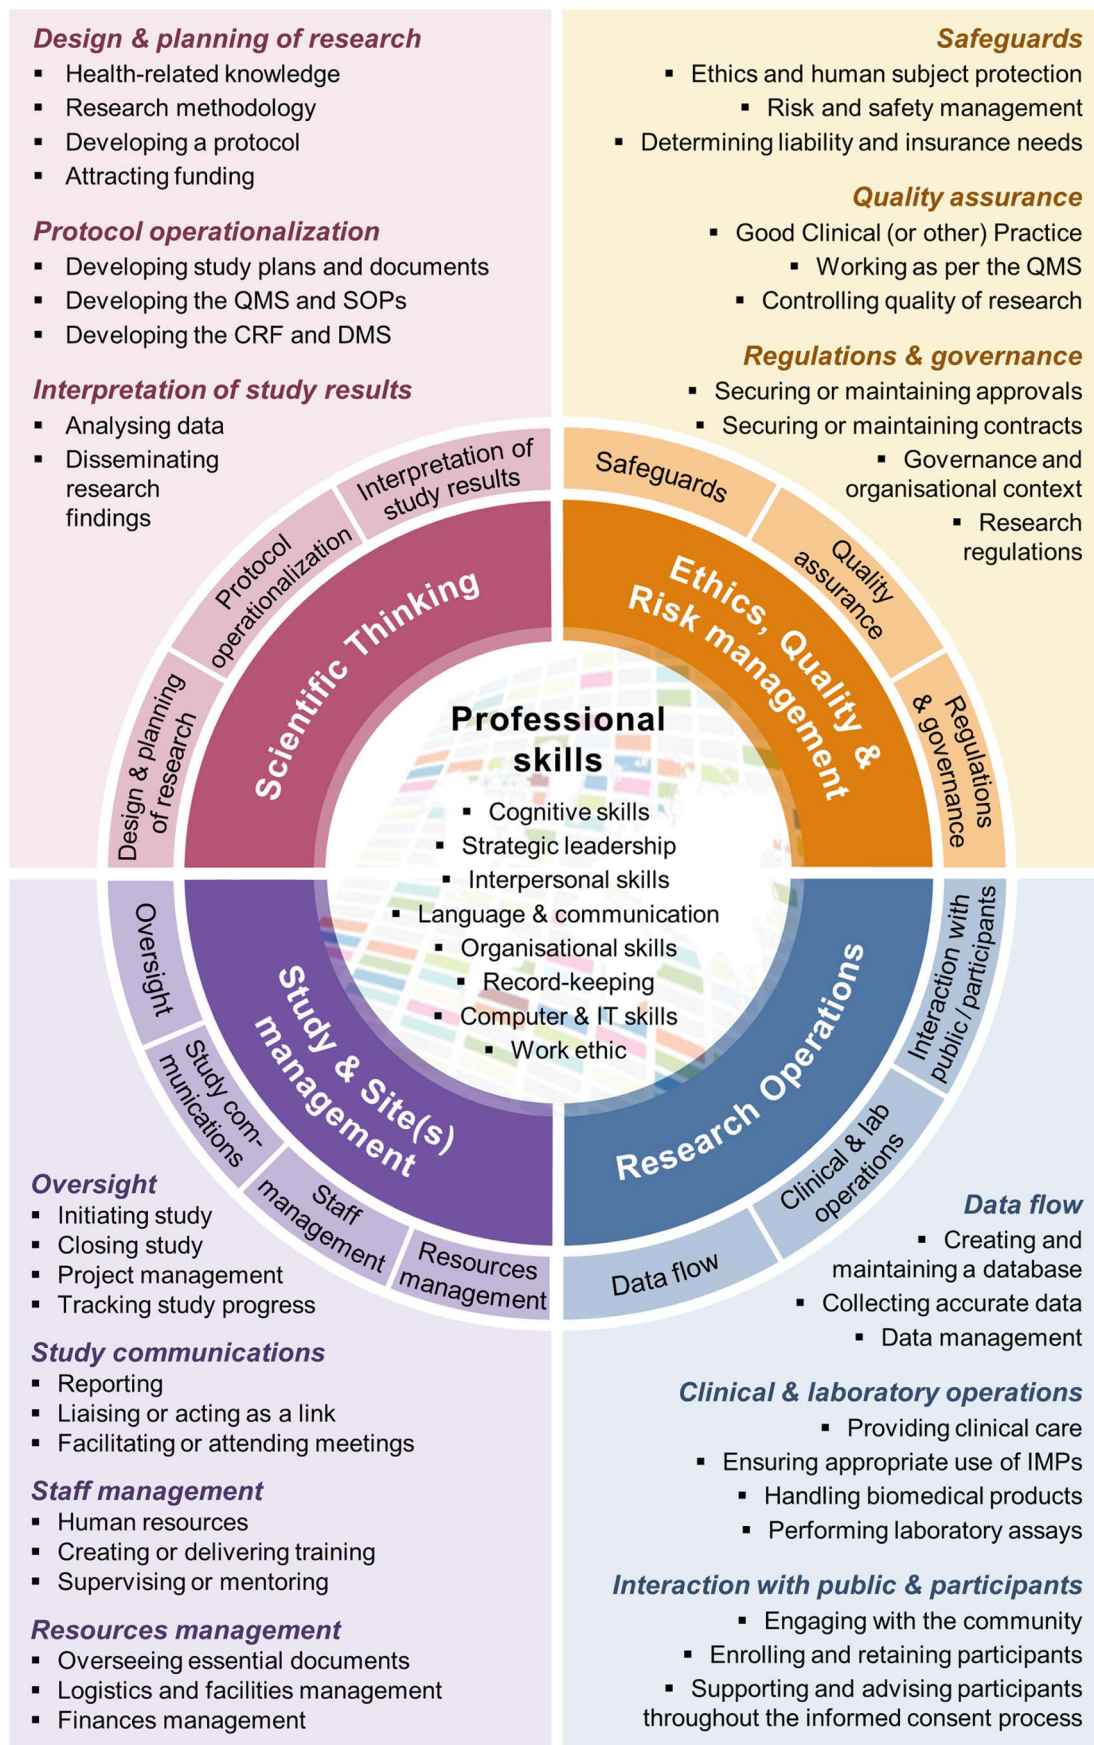 Design & planning of research
▪ Health-related knowledge
▪ Research methodology
▪ Developing a protocol
▪ Attracting funding
Protocol operationalization
▪ Developing study plans and documents
▪ Developing the QMS and SOPs
▪ Developing the CRF and DMS
Interpretation of study results
▪ Analysing data
▪ Disseminating
research
findings
Safeguards
▪ Ethics and human subject protection
▪ Risk and safety management
▪ Determining liability and insurance needs
Quality assurance
▪ Good Clinical (or other) Practice
▪ Working as per the QMS
▪ Controlling quality of research
Regulations & governance
▪ Securing or maintaining approvals
▪ Securing or maintaining contracts
▪ Governance and
organisational context
▪ Research
regulations
Design & planning
of research
Protocol
operationalization
Interpretation of
study results
Safeguards
Quality
assurance
Regulations
& governance
Scientific Thinking
Ethics, Quality &
Risk management
Professional
skills
▪ Cognitive skills
▪ Strategic leadership
▪ Interpersonal skills
▪ Language & communication
▪ Organisational skills
▪ Record-keeping
▪ Computer & IT skills
▪ Work ethic
Study & Site(s)
management
Research Operations
Oversight
Study com-
munications
Staff
management
Resources
management
Data flow
Clinical & lab
operations
Interaction with
public / participants
Oversight
▪ Initiating study
▪ Closing study
▪ Project management
▪ Tracking study progress
Study communications
▪ Reporting
▪ Liaising or acting as a link
▪ Facilitating or attending meetings
Staff management
▪ Human resources
▪ Creating or delivering training
▪ Supervising or mentoring
Resources management
▪ Overseeing essential documents
▪ Logistics and facilities management
▪ Finances management
Data flow
▪ Creating and
maintaining a database
▪ Collecting accurate data
▪ Data management
Clinical & laboratory operations
▪ Providing clinical care
▪ Ensuring appropriate use of IMPs
▪ Handling biomedical products
▪ Performing laboratory assays
Interaction with public & participants
▪ Engaging with the community
▪ Enrolling and retaining participants
▪ Supporting and advising participants
throughout the informed consent process